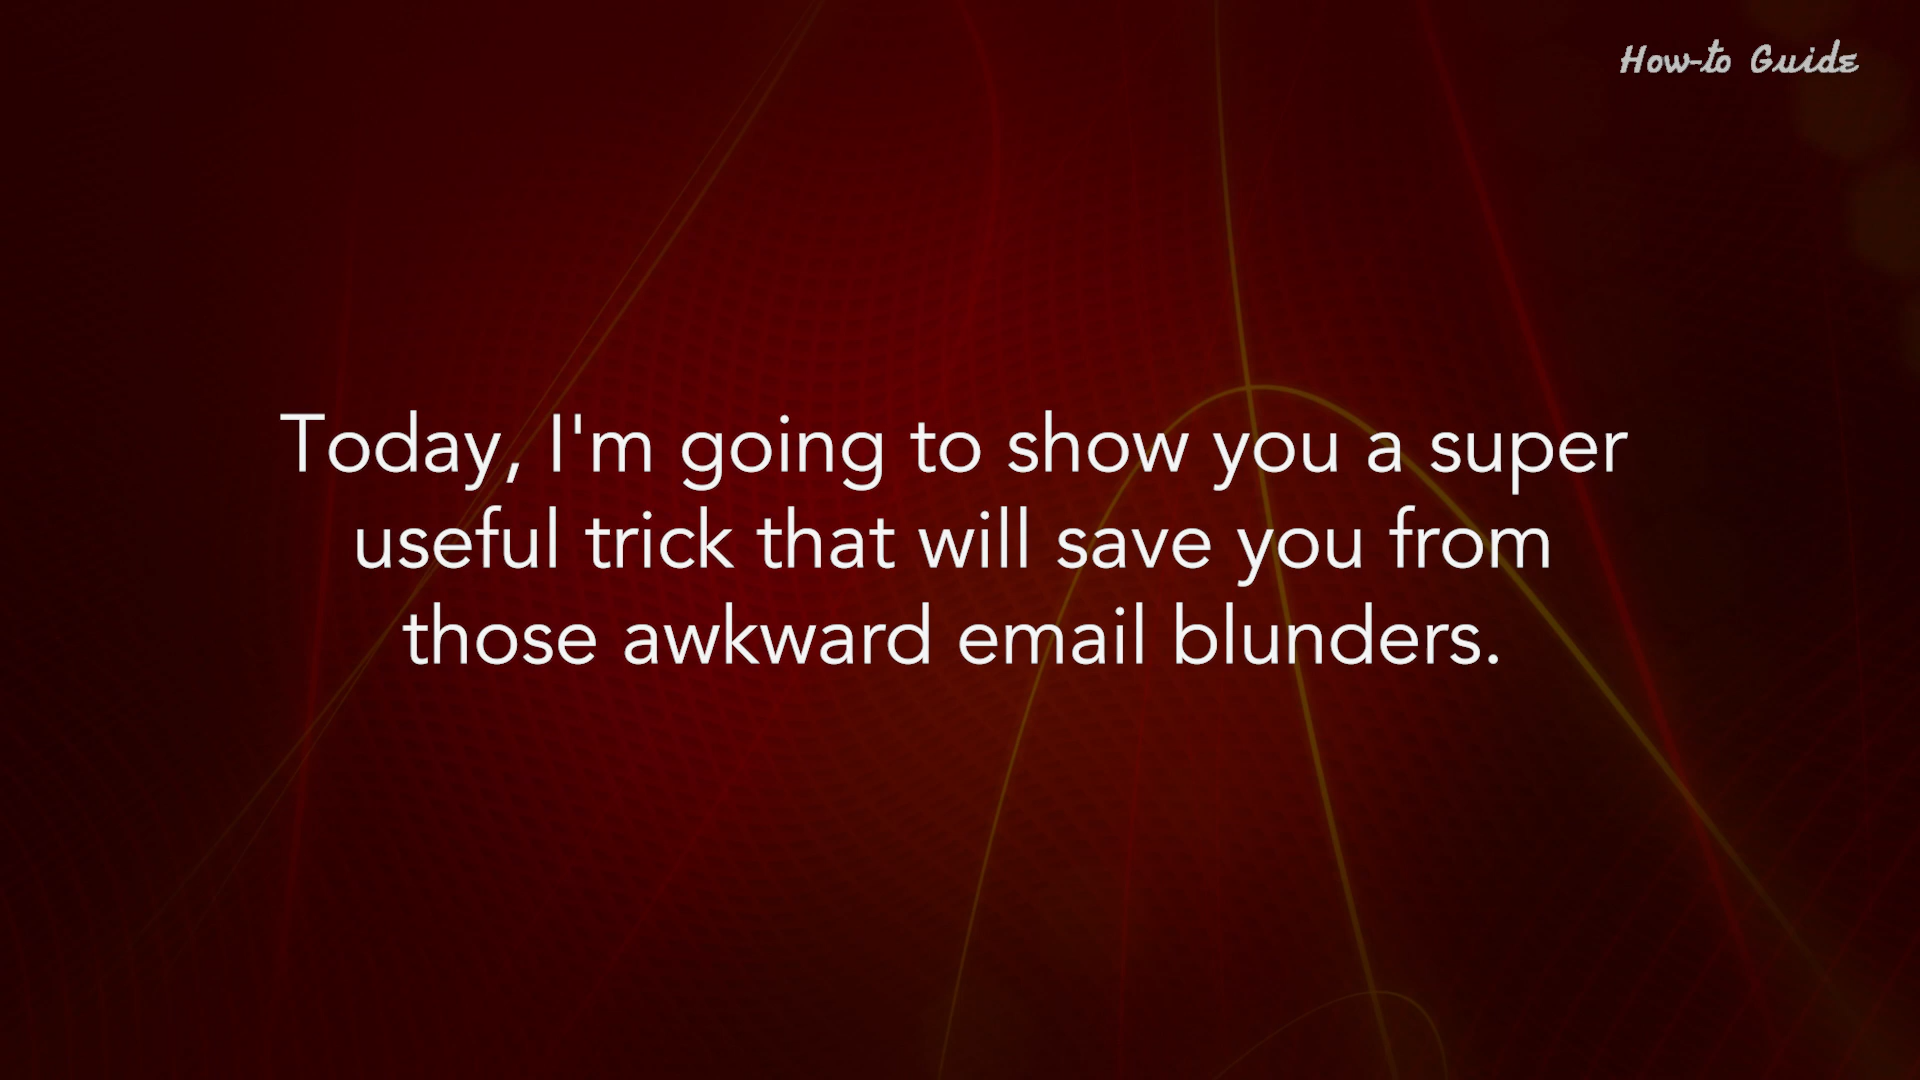 How-to Guide
Today, I'm going to show you a super
useful trick that will save you from
those awkward email blunders.